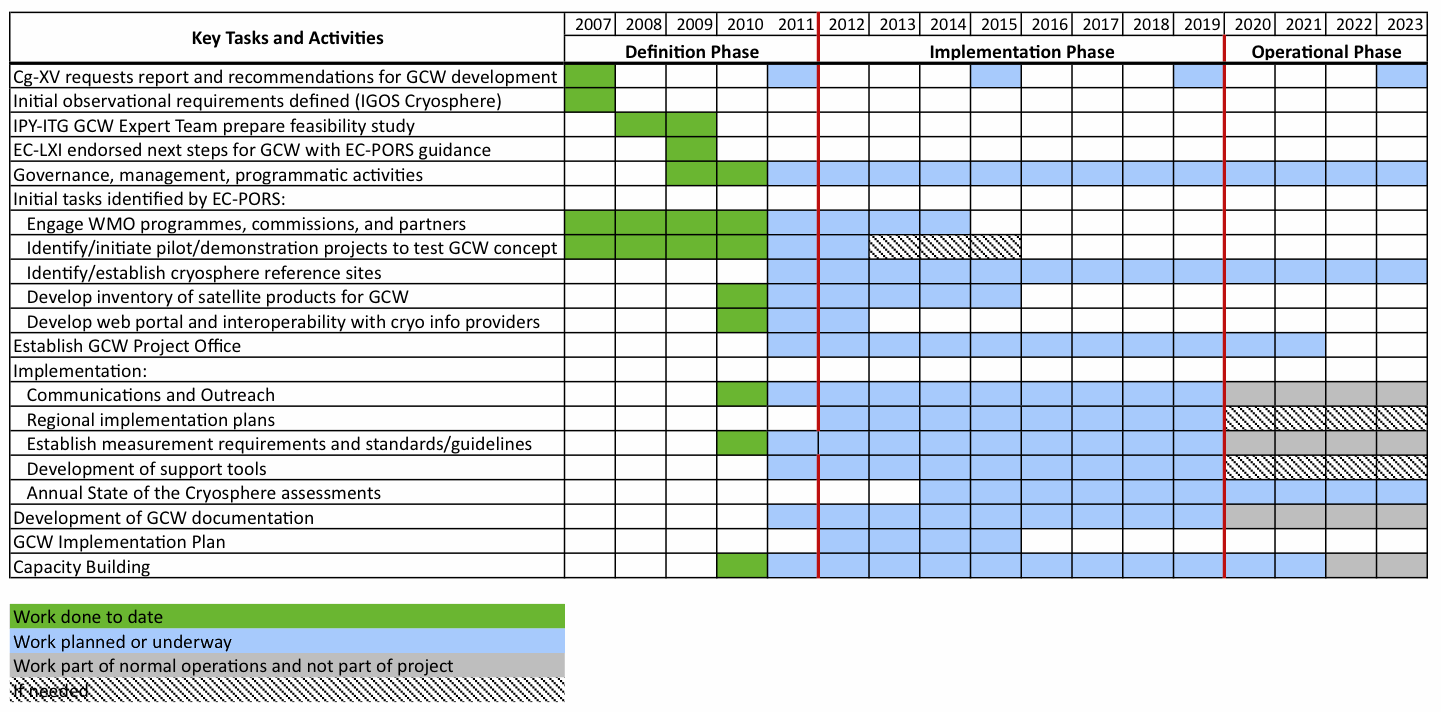 Key Tasks and Activities
2007 2008 2009 2010 2011 2012 2013 2014 2015 2016 2017 2018 2019 2020 2021 2022 2023
Definition Phase Implementation Phase Operational Phase
Cg-XV requests report and recommendations for GCW development
Initial observational requirements defined (IGOS Cryosphere)
IPY-ITG GCW Expert Team prepare feasibility study
EC-LXI endorsed next steps for GCW with EC-PORS guidance
Governance, management, programmatic activities
Initial tasks identified by EC-PORS:
Engage WMO programmes, commissions, and partners
Identify/initiate pilot/demonstration projects to test GCW concept
Identify/establish cryosphere reference sites
Develop inventory of satellite products for GCW
Develop web portal and interoperability with cryo info providers
Establish GCW Project Office
Implementation:
Communications and Outreach
Regional implementation plans
Establish measurement requirements and standards/guidelines
Development of support tools
Annual State of the Cryosphere assessments
Development of GCW documentation
GCW Implementation Plan
Capacity Building
Work done to date
Work planned or underway
Work part of normal operations and not part of project
If needed